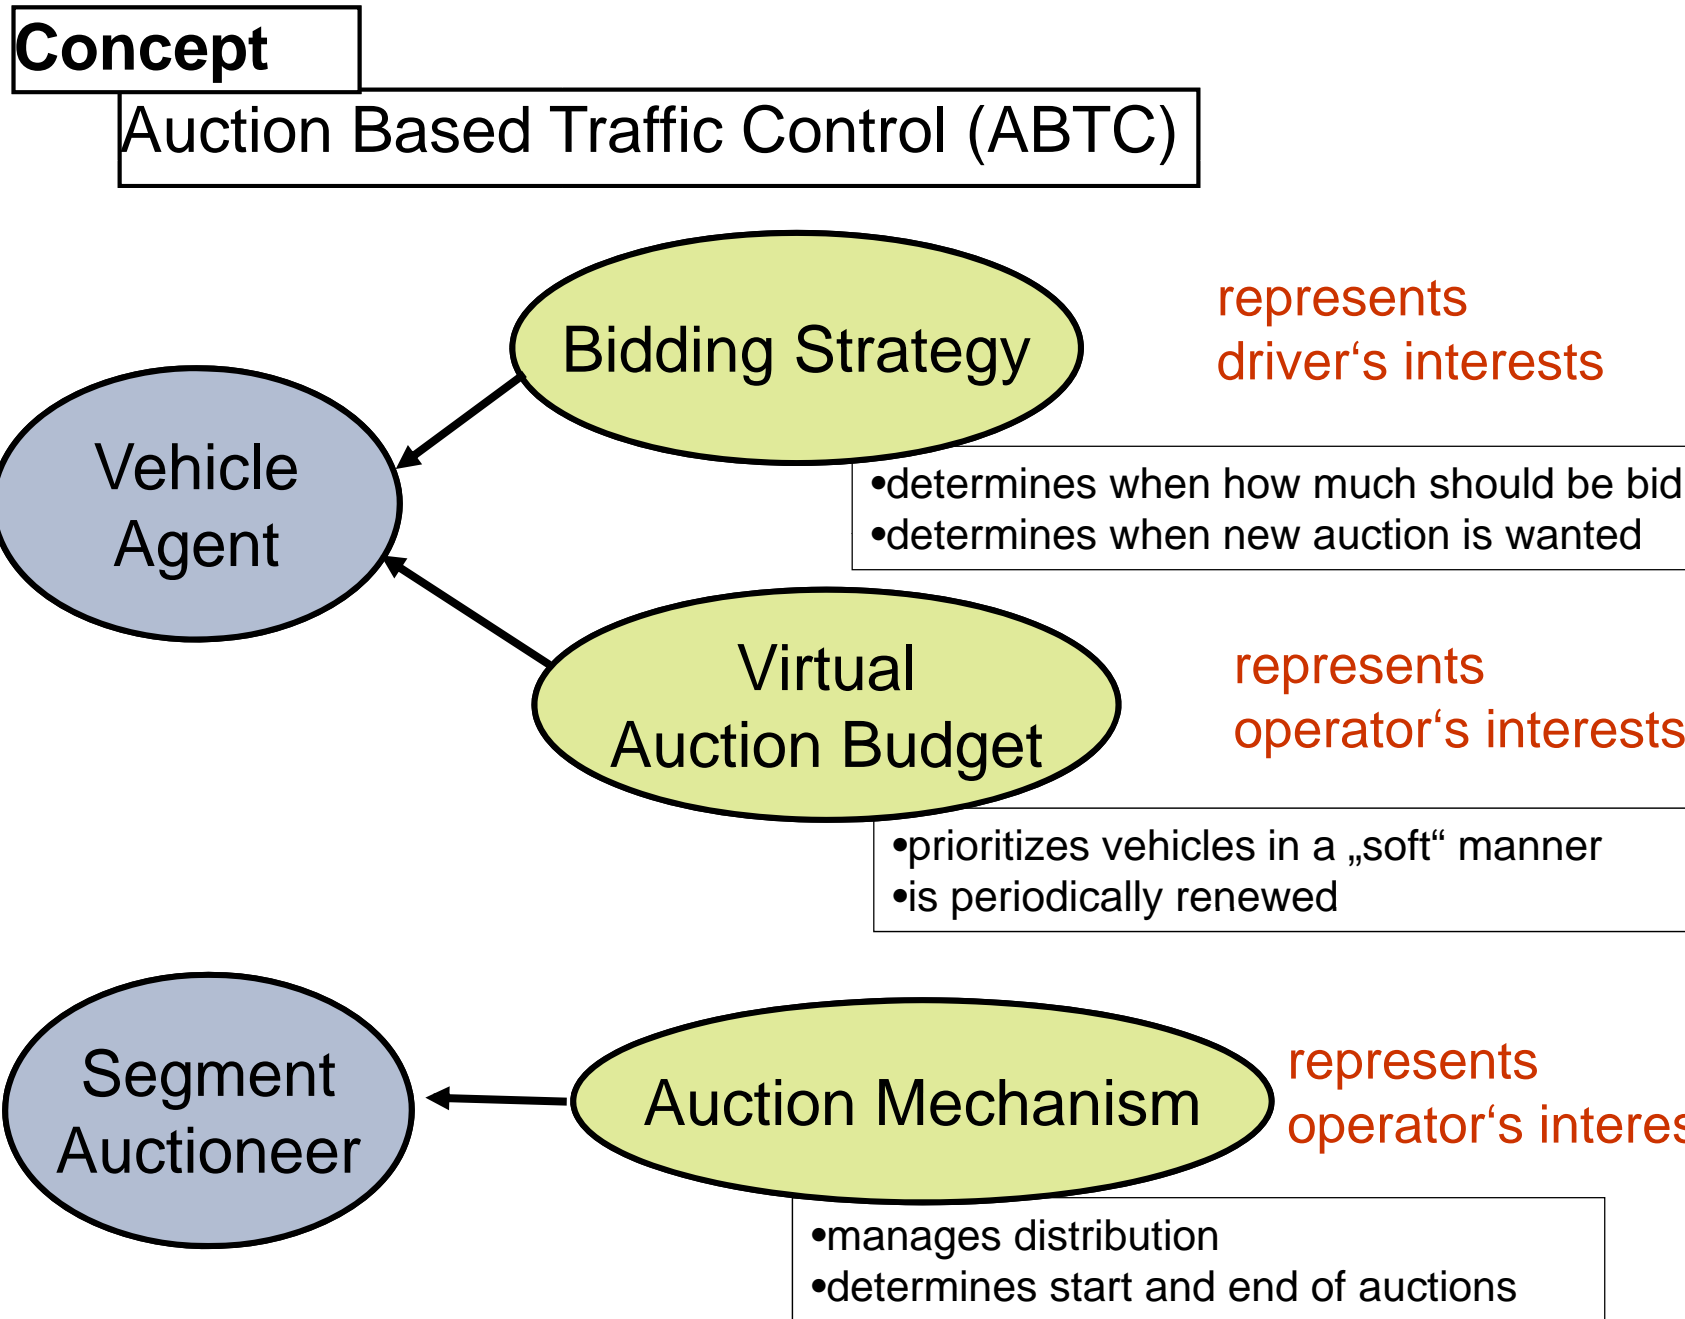 Concept
Auction Based Traffic Control (ABTC)
Bidding Strategy
represents
driver‘s interests
Vehicle
Agent
•determines when how much should be bid
•determines when new auction is wanted
Virtual
Auction Budget
represents
operator‘s interests
•prioritizes vehicles in a „soft“ manner
•is periodically renewed
Segment
Auctioneer
Auction Mechanism
represents
operator‘s
•manages distribution
•determines start and end of auctions